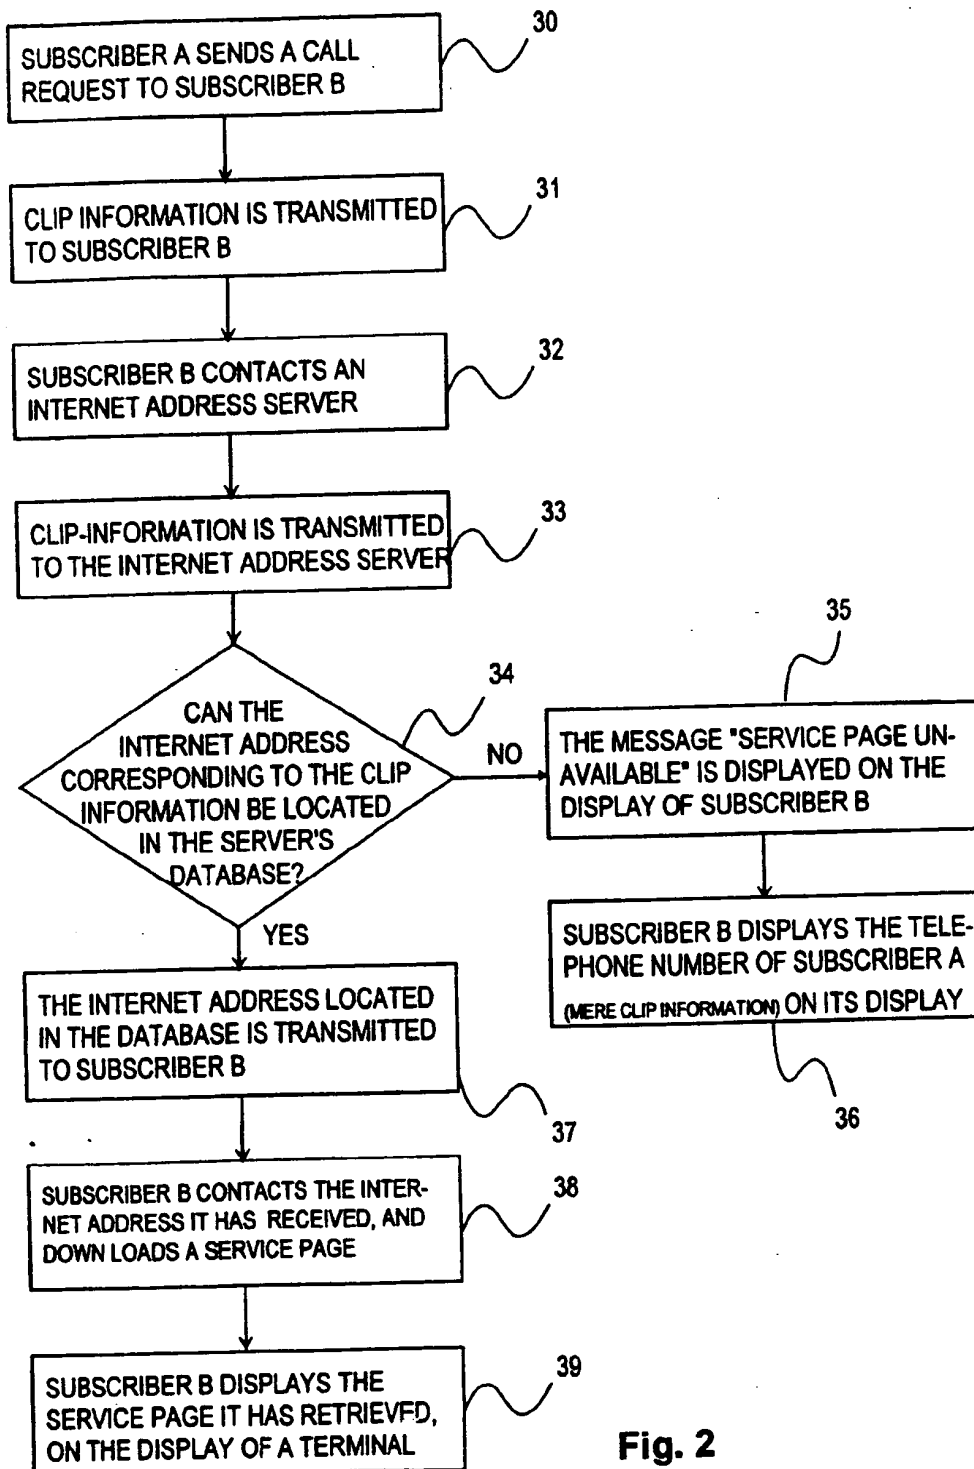 SUBSCRIBER A SENDS A CALL
REQUEST TO SUBSCRIBER B
30
CLIP INFORMATION IS TRANSMITTED
TO SUBSCRIBER B
31
SUBSCRIBER B CONTACTS AN
INTERNET ADDRESS SERVER
32
CLIP-INFORMATION IS TRANSMITTED
TO THE INTERNET ADDRESS SERVER
33
CAN THE
INTERNET ADDRESS
CORRESPONDING TO THE CLIP
INFORMATION BE LOCATED
IN THE SERVER'S
DATABASE?
34
NO
35
THE MESSAGE "SERVICE PAGE UN-
AVAILABLE" IS DISPLAYED ON THE
DISPLAY OF SUBSCRIBER B
SUBSCRIBER B DISPLAYS THE TELE-
PHONE NUMBER OF SUBSCRIBER A
(MERE CLIP INFORMATION) ON ITS DISPLAY
36
YES
THE INTERNET ADDRESS LOCATED
IN THE DATABASE IS TRANSMITTED
TO SUBSCRIBER B
37
SUBSCRIBER B CONTACTS THE INTER-
NET ADDRESS IT HAS RECEIVED, AND
DOWN LOADS A SERVICE PAGE
38
SUBSCRIBER B DISPLAYS THE
SERVICE PAGE IT HAS RETRIEVED,
ON THE DISPLAY OF A TERMINAL
39
Fig. 2